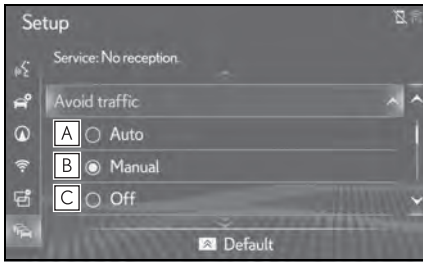 Setup
Service: No reception.
Avoid traffic
A Auto
B Manual
C Off
Default